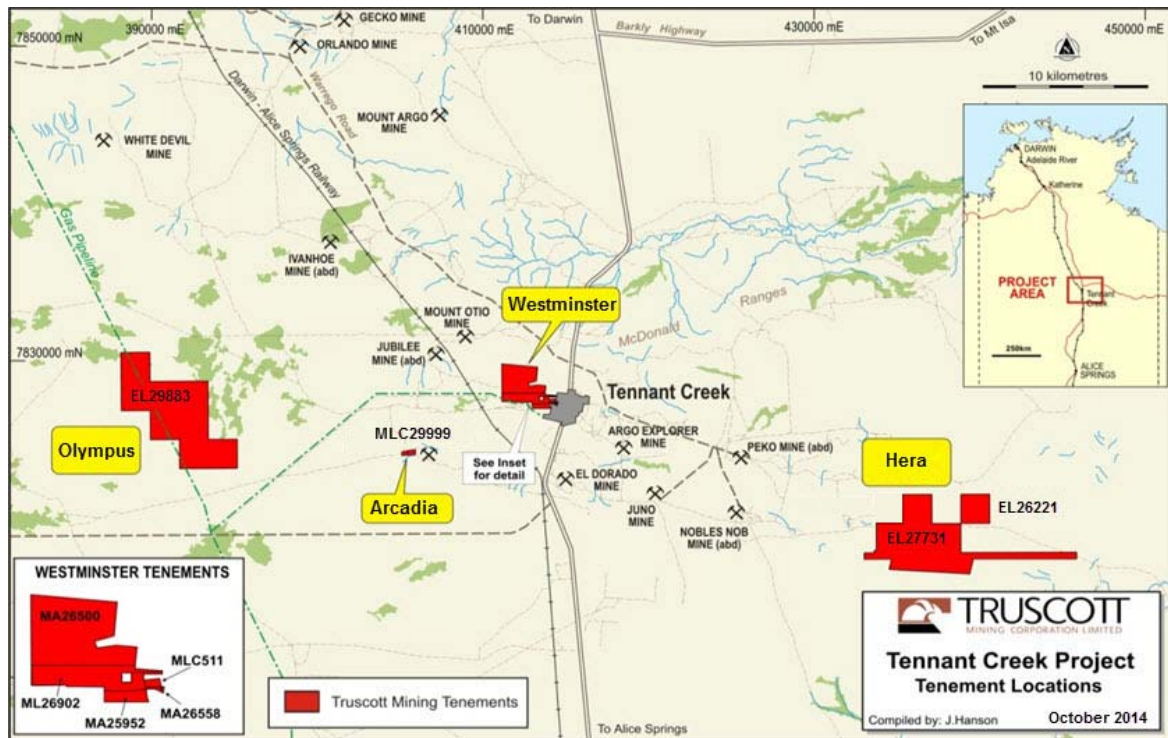 390000 mE
410000 mE
430000 mE
450000 mE
7850000 mN
7830000 mN
GECKO MINE
ORLANDO MINE
To Darwin
Barkly Highway
To Mt Isa
10 kilometres
Warrego Road
Darwin - Alice Springs Railway
MOUNT ARGO
MINE
WHITE DEVIL
MINE
Gas Pipeline
IVANHOE
MINE (abd)
MOUNT OTIO
MINE
JUBILEE
MINE (abd)
Westminster
McDonald
Ranges
DARWIN
Adelaide River
Katherine
PROJECT
AREA
Tennant
Creek
250km
ALICE
SPRINGS
EL29883
Olympus
MLC29999
Arcadia
See Inset
for detail
Tennant Creek
ARGO EXPLORER
MINE
EL DORADO
MINE
JUNO
MINE
PEKO MINE (abd)
NOBLES NOB
MINE (abd)
Hera
EL26221
EL27731
WESTMINSTER TENEMENTS
MA26500
MLC511
ML26902
MA25952
MA26558
Truscott Mining Tenements
To Alice Springs
TRUSCOTT
MINING CORPORATION LIMITED
Tennant Creek Project
Tenement Locations
Compiled by: J.Hanson
October 2014